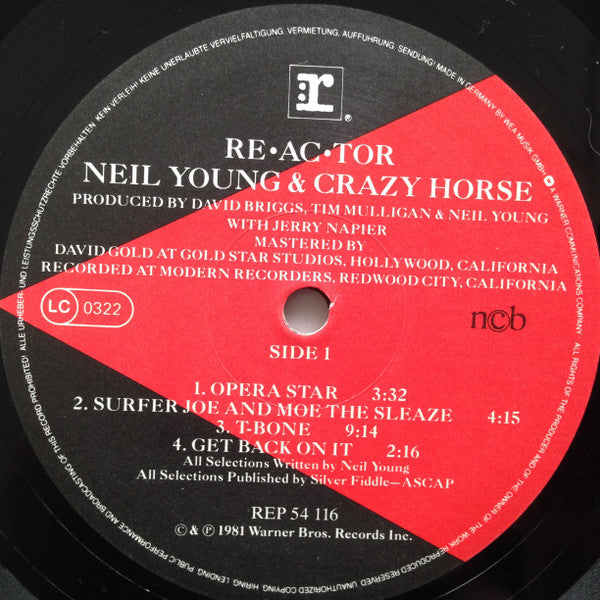 KEIN VERLEIH! KEINE UNERLAUBTE VERVIELFÄLTIGUNG, VERMIETUNG, AUFFÜHRUNG, SENDUNG!
MADE IN GERMANY BY WEA MUSIK GMBH
A WARNER COMMUNICATIONS COMPANY
r
®
RE•AC•TOR
NEIL YOUNG & CRAZY HORSE
PRODUCED BY DAVID BRIGGS, TIM MULLIGAN & NEIL YOUNG
WITH JERRY NAPIER
MASTERED BY
DAVID GOLD AT GOLD STAR STUDIOS, HOLLYWOOD, CALIFORNIA
RECORDED AT MODERN RECORDERS, REDWOOD CITY, CALIFORNIA
LC 0322
ncb
SIDE 1
1. OPERA STAR 3:32
2. SURFER JOE AND MOE THE SLEAZE 4:15
3. T-BONE 9:14
4. GET BACK ON IT 2:16
All Selections Written by Neil Young
All Selections Published by Silver Fiddle—ASCAP
REP 54 116
© & ℗ 1981 Warner Bros. Records Inc.
ALL RIGHTS OF THE PRODUCER AND OF THE OWNER OF THE WORK REPRODUCED RESERVED UNAUTHORIZED COPYING HIRING, LENDING, PUBLIC PERFORMANCE AND BROADCASTING OF THIS RECORD PROHIBITED!
ALLE URHEBER- UND LEISTUNGSSCHUTZRECHTE VORBEHALTEN